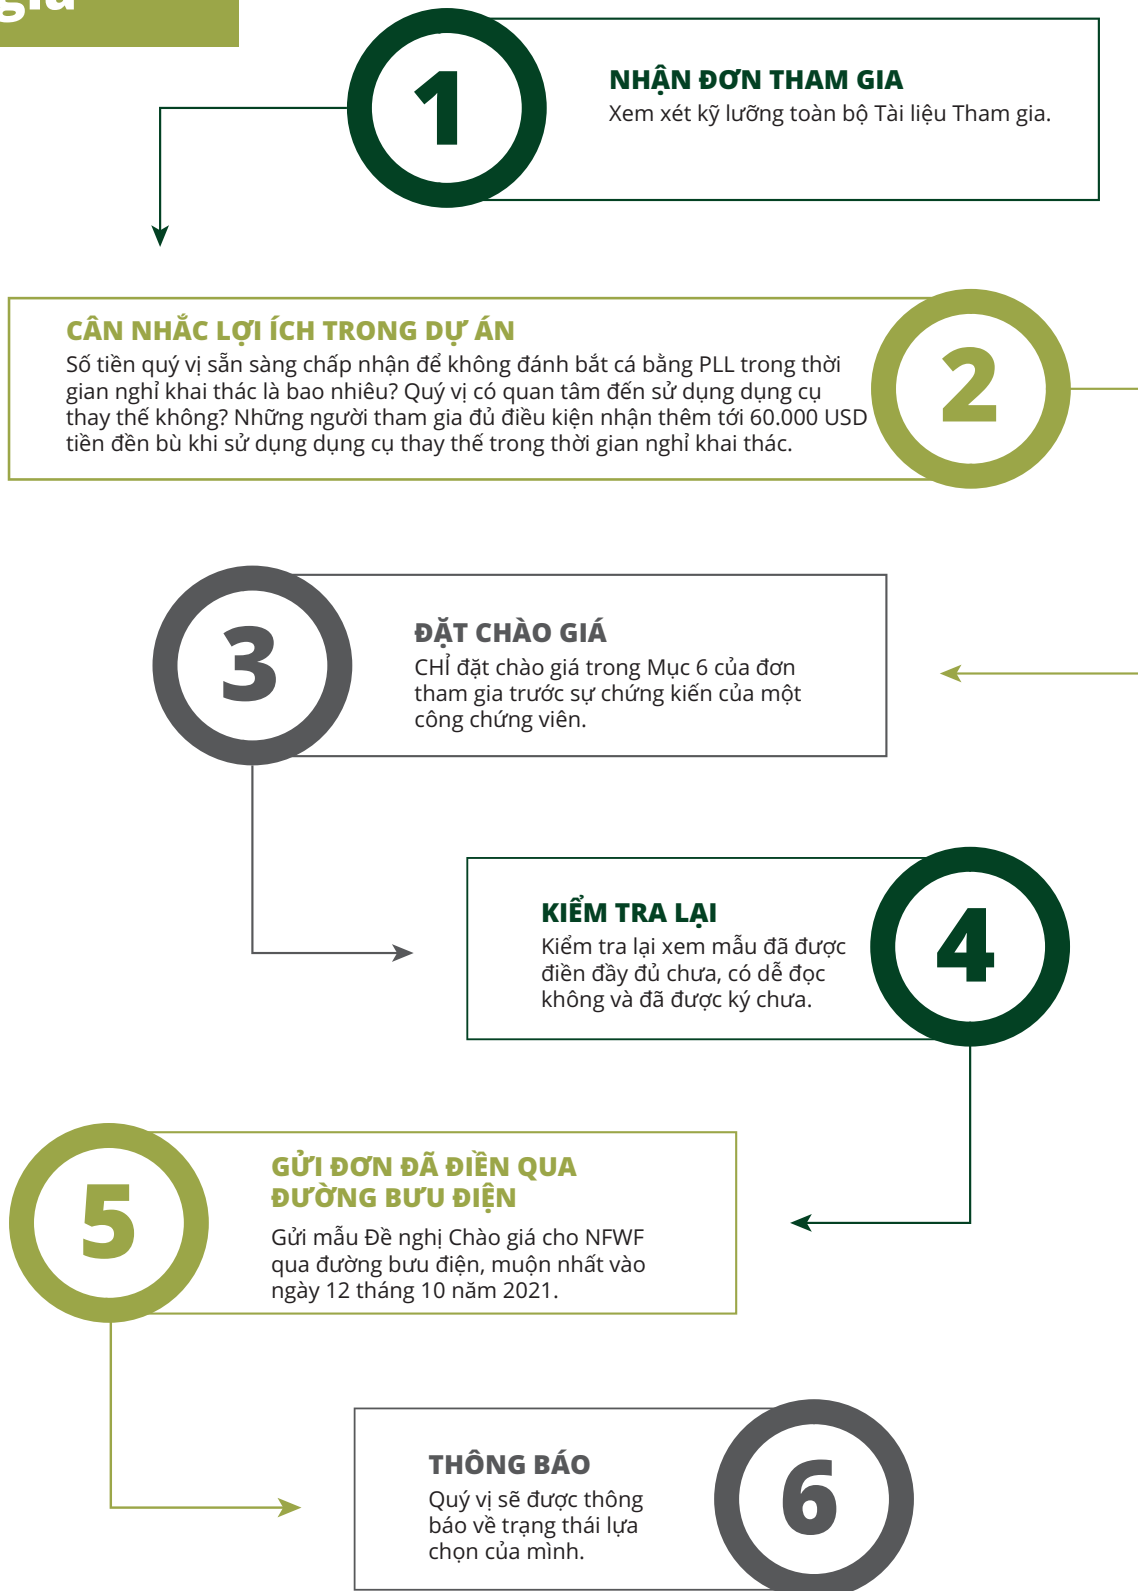 gia
1
NHẬN ĐƠN THAM GIA
Xem xét kỹ lưỡng toàn bộ Tài liệu Tham gia.
CÂN NHẮC LỢI ÍCH TRONG DỰ ÁN
Số tiền quý vị sẵn sàng chấp nhận để không đánh bắt cá bằng PLL trong thời
gian nghỉ khai thác là bao nhiêu? Quý vị có quan tâm đến sử dụng dụng cụ
thay thế không? Những người tham gia đủ điều kiện nhận thêm tới 60.000 USD
tiền đền bù khi sử dụng dụng cụ thay thế trong thời gian nghỉ khai thác.
2
3
ĐẶT CHÀO GIÁ
CHỈ đặt chào giá trong Mục 6 của đơn
tham gia trước sự chứng kiến của một
công chứng viên.
KIỂM TRA LẠI
Kiểm tra lại xem mẫu đã được
điền đầy đủ chưa, có dễ đọc
không và đã được ký chưa.
4
5
GỬI ĐƠN ĐÃ ĐIỀN QUA
ĐƯỜNG BƯU ĐIỆN
Gửi mẫu Đề nghị Chào giá cho NFWF
qua đường bưu điện, muộn nhất vào
ngày 12 tháng 10 năm 2021.
THÔNG BÁO
Quý vị sẽ được thông
báo về trạng thái lựa
chọn của mình.
6